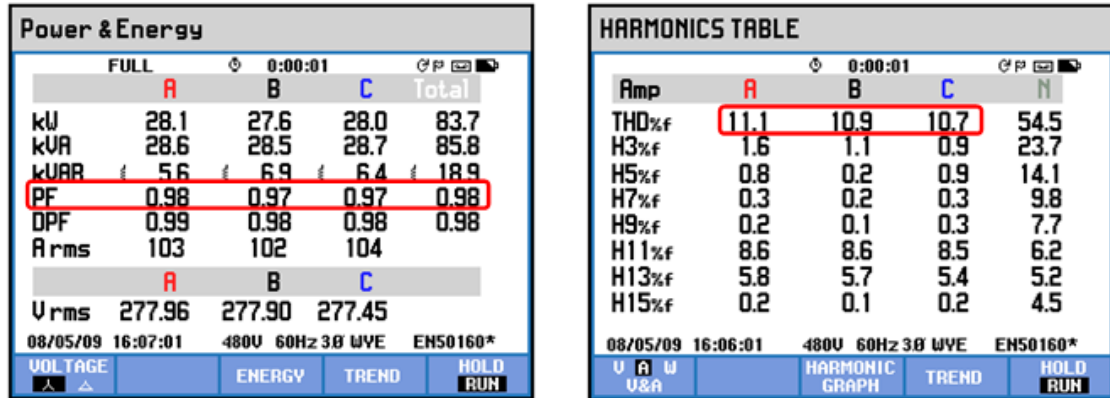 Power & Energy
FULL 0:00:01
A B C Total
kW 28.1 27.6 28.0 83.7
kVA 28.6 28.5 28.7 85.8
kVAR 5.6 6.9 6.4 18.9
PF 0.98 0.97 0.97 0.98
DPF 0.99 0.98 0.98 0.98
A rms 103 102 104
A B C
V rms 277.96 277.90 277.45
08/05/09 16:07:01 480V 60Hz 3Ø WYE EN50160*
VOLTAGE ENERGY TREND HOLD
RUN
HARMONICS TABLE
0:00:01
Amp A B C N
THD%f 11.1 10.9 10.7 54.5
H3%f 1.6 1.1 0.9 23.7
H5%f 0.8 0.2 0.9 14.1
H7%f 0.3 0.2 0.3 9.8
H9%f 0.2 0.1 0.3 7.7
H11%f 8.6 8.6 8.5 6.2
H13%f 5.8 5.7 5.4 5.2
H15%f 0.2 0.1 0.2 4.5
08/05/09 16:06:01 480V 60Hz 3Ø WYE EN50160*
V A W HARMONIC TREND HOLD
V&A GRAPH RUN